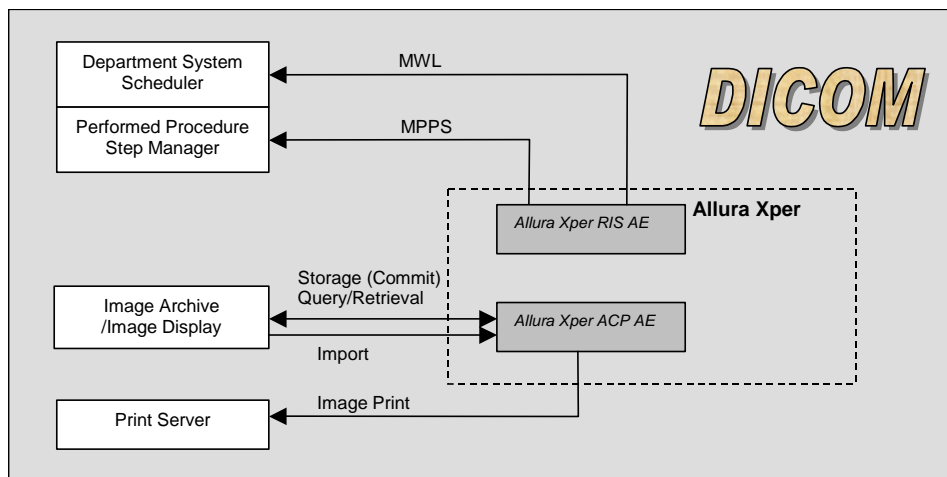 Department System
Scheduler
MWL
DICOM
Performed Procedure
Step Manager
MPPS
Allura Xper
Allura Xper RIS AE
Storage (Commit)
Query/Retrieval
Image Archive
/Image Display
Allura Xper ACP AE
Import
Image Print
Print Server